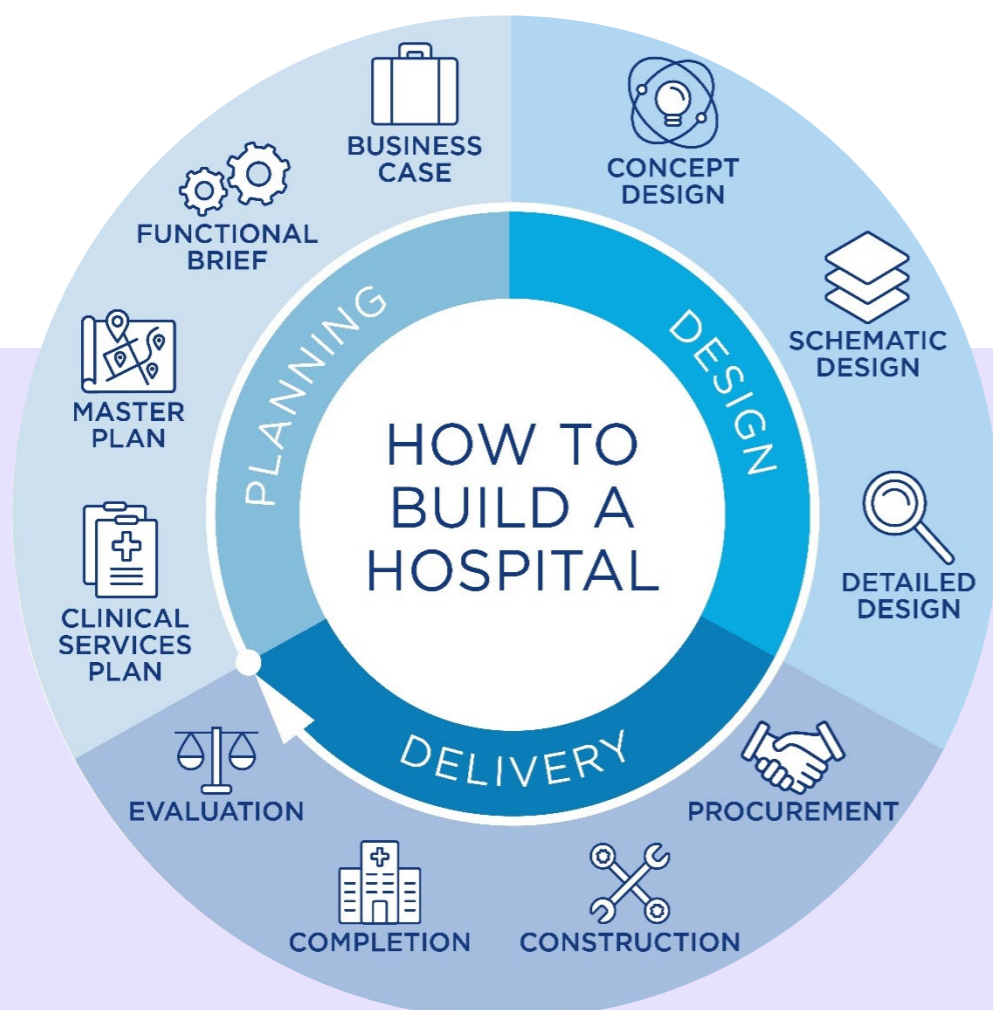 HOW TO
BUILD A
HOSPITAL
PLANNING
CLINICAL
SERVICES
PLAN
MASTER
PLAN
FUNCTIONAL
BRIEF
BUSINESS
CASE
DESIGN
CONCEPT
DESIGN
SCHEMATIC
DESIGN
DETAILED
DESIGN
DELIVERY
PROCUREMENT
CONSTRUCTION
COMPLETION
EVALUATION